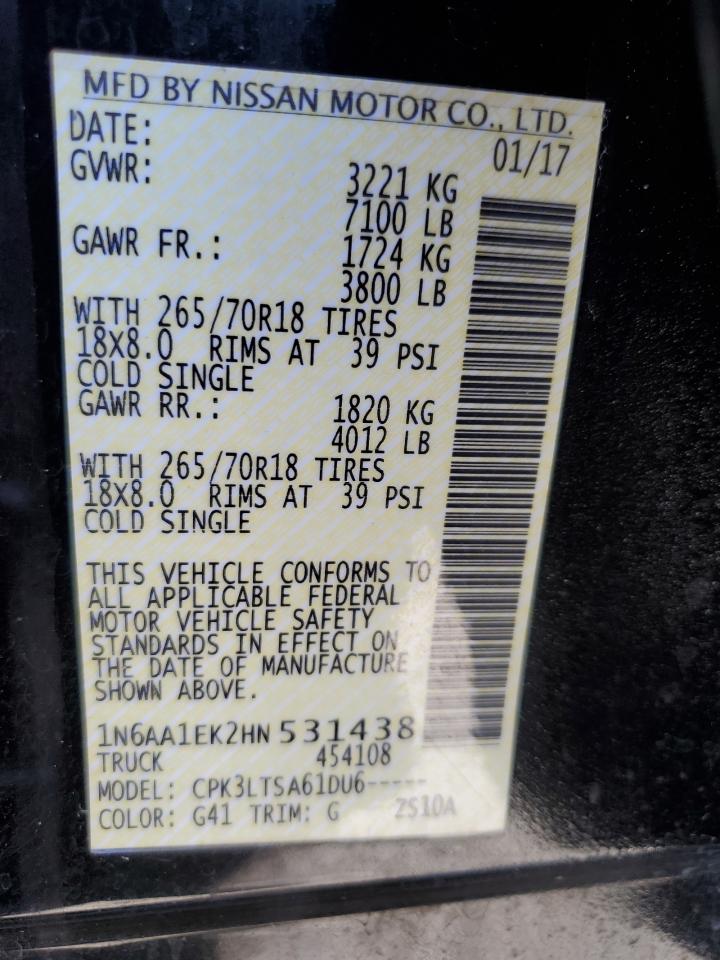 MFD BY NISSAN MOTOR CO., LTD.
DATE: 01/17
GVWR: 3221 KG
7100 LB
GAWR FR.: 1724 KG
3800 LB
WITH 265/70R18 TIRES
18X8.0 RIMS AT 39 PSI
COLD SINGLE
GAWR RR.: 1820 KG
4012 LB
WITH 265/70R18 TIRES
18X8.0 RIMS AT 39 PSI
COLD SINGLE
THIS VEHICLE CONFORMS TO
ALL APPLICABLE FEDERAL
MOTOR VEHICLE SAFETY
STANDARDS IN EFFECT ON
THE DATE OF MANUFACTURE
SHOWN ABOVE.
1N6AA1EK2HN531438
TRUCK 454108
MODEL: CPK3LTSA61DU6-----
COLOR: G41 TRIM: G ZS10A